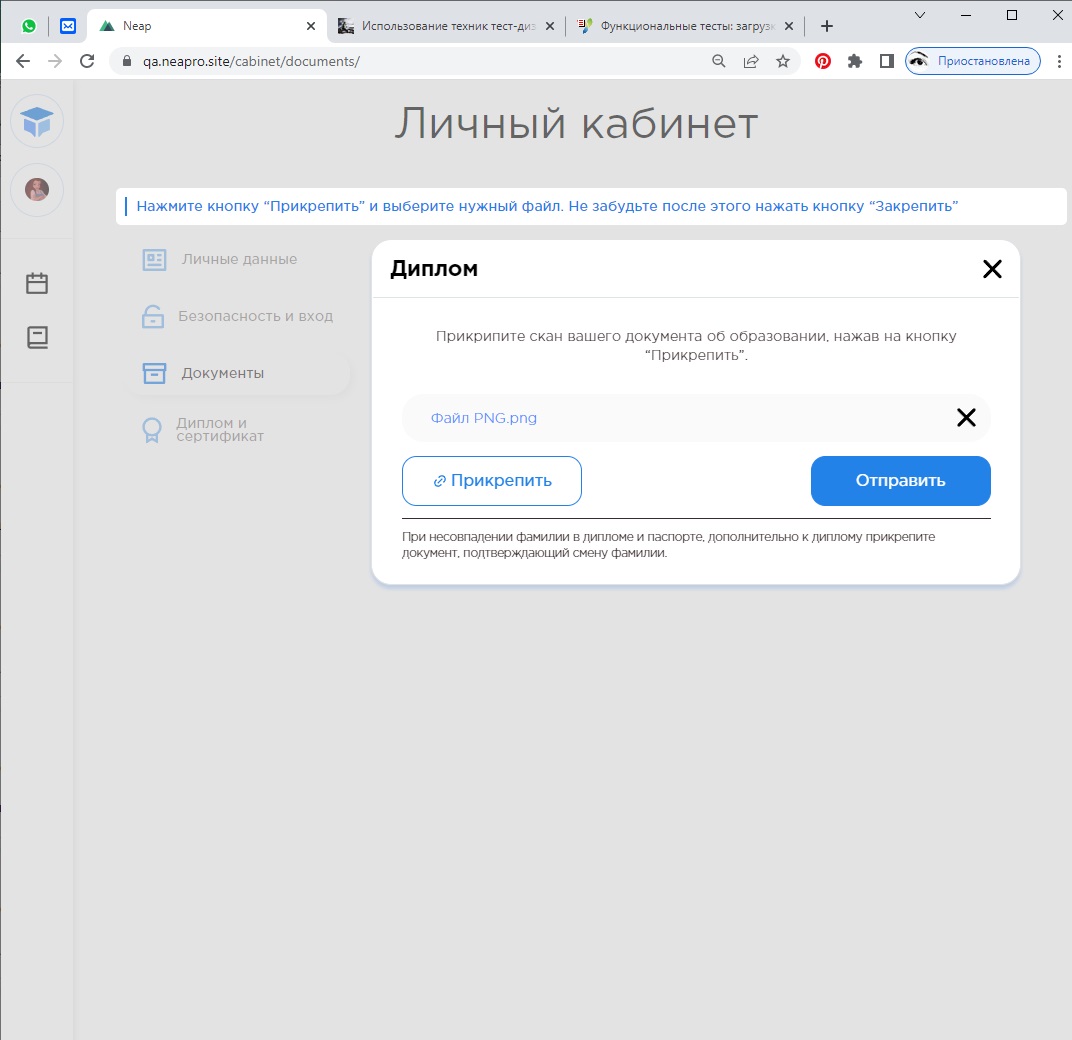 Neap
Использование техник тест-диз
Функциональные тесты: загруз
qa.neapro.site/cabinet/documents/
Приостановлена
Личный кабинет
Нажмите кнопку “Прикрепить” и выберите нужный файл. Не забудьте после этого нажать кнопку “Закрепить”
Личные данные
Безопасность и вход
Документы
Диплом и
сертификат
Диплом
Прикрипите скан вашего документа об образовании, нажав на кнопку
“Прикрепить”.
Файл PNG.png
Прикрепить
Отправить
При несовпадении фамилии в дипломе и паспорте, дополнительно к диплому прикрепите
документ, подтверждающий смену фамилии.